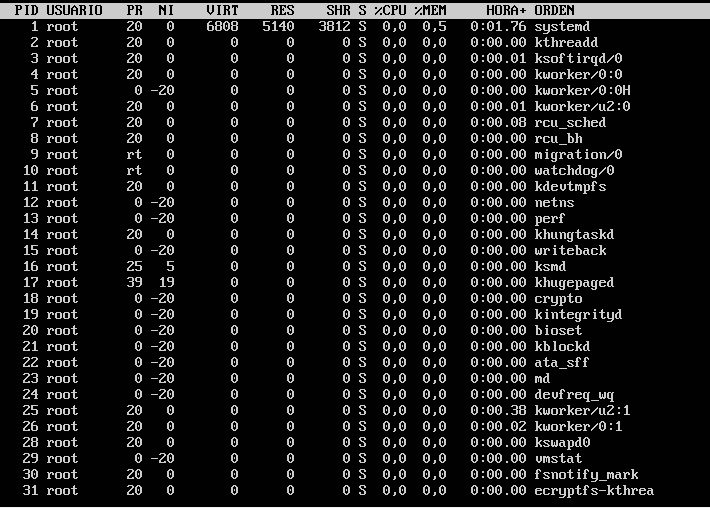 PID USUARIO PR NI VIRT RES SHR S %CPU %MEM HORA+ ORDEN
1 root 20 0 6808 5140 3812 S 0,0 0,5 0:01.76 systemd
2 root 20 0 0 0 0 S 0,0 0,0 0:00.00 kthreadd
3 root 20 0 0 0 0 S 0,0 0,0 0:00.01 ksoftirqd/0
4 root 20 0 0 0 0 S 0,0 0,0 0:00.00 kworker/0:0
5 root 0 -20 0 0 0 S 0,0 0,0 0:00.00 kworker/0:0H
6 root 20 0 0 0 0 S 0,0 0,0 0:00.01 kworker/u2:0
7 root 20 0 0 0 0 S 0,0 0,0 0:00.08 rcu_sched
8 root 20 0 0 0 0 S 0,0 0,0 0:00.00 rcu_bh
9 root rt 0 0 0 0 S 0,0 0,0 0:00.00 migration/0
10 root rt 0 0 0 0 S 0,0 0,0 0:00.00 watchdog/0
11 root 20 0 0 0 0 S 0,0 0,0 0:00.00 kdevtmpfs
12 root 0 -20 0 0 0 S 0,0 0,0 0:00.00 netns
13 root 0 -20 0 0 0 S 0,0 0,0 0:00.00 perf
14 root 20 0 0 0 0 S 0,0 0,0 0:00.00 khungtaskd
15 root 0 -20 0 0 0 S 0,0 0,0 0:00.00 writeback
16 root 25 5 0 0 0 S 0,0 0,0 0:00.00 ksmd
17 root 39 19 0 0 0 S 0,0 0,0 0:00.00 khugepaged
18 root 0 -20 0 0 0 S 0,0 0,0 0:00.00 crypto
19 root 0 -20 0 0 0 S 0,0 0,0 0:00.00 kintegrityd
20 root 0 -20 0 0 0 S 0,0 0,0 0:00.00 bioset
21 root 0 -20 0 0 0 S 0,0 0,0 0:00.00 kblockd
22 root 0 -20 0 0 0 S 0,0 0,0 0:00.00 ata_sff
23 root 0 -20 0 0 0 S 0,0 0,0 0:00.00 md
24 root 0 -20 0 0 0 S 0,0 0,0 0:00.00 devfreq_wq
25 root 20 0 0 0 0 S 0,0 0,0 0:00.38 kworker/u2:1
26 root 20 0 0 0 0 S 0,0 0,0 0:00.02 kworker/0:1
28 root 20 0 0 0 0 S 0,0 0,0 0:00.00 kswapd0
29 root 0 -20 0 0 0 S 0,0 0,0 0:00.00 vmstat
30 root 20 0 0 0 0 S 0,0 0,0 0:00.00 fsnotify_mark
31 root 20 0 0 0 0 S 0,0 0,0 0:00.00 ecryptfs-kthrea